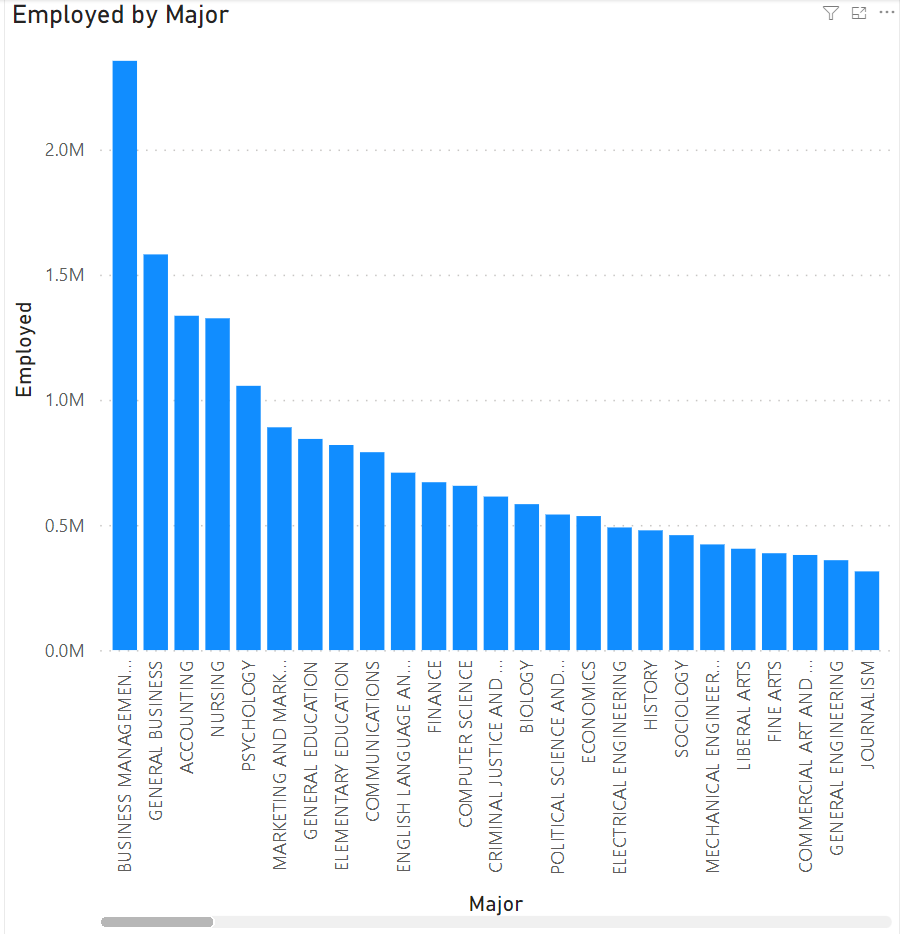 Employed by Major
Employed
2.0M
1.5M
1.0M
0.5M
0.0M
BUSINESS MANAGEMEN...
GENERAL BUSINESS
ACCOUNTING
NURSING
PSYCHOLOGY
MARKETING AND MARK...
GENERAL EDUCATION
ELEMENTARY EDUCATION
COMMUNICATIONS
ENGLISH LANGUAGE AN...
FINANCE
COMPUTER SCIENCE
CRIMINAL JUSTICE AND ...
BIOLOGY
POLITICAL SCIENCE AND...
ECONOMICS
ELECTRICAL ENGINEERING
HISTORY
SOCIOLOGY
MECHANICAL ENGINEER...
LIBERAL ARTS
FINE ARTS
COMMERCIAL ART AND ...
GENERAL ENGINEERING
JOURNALISM
Major